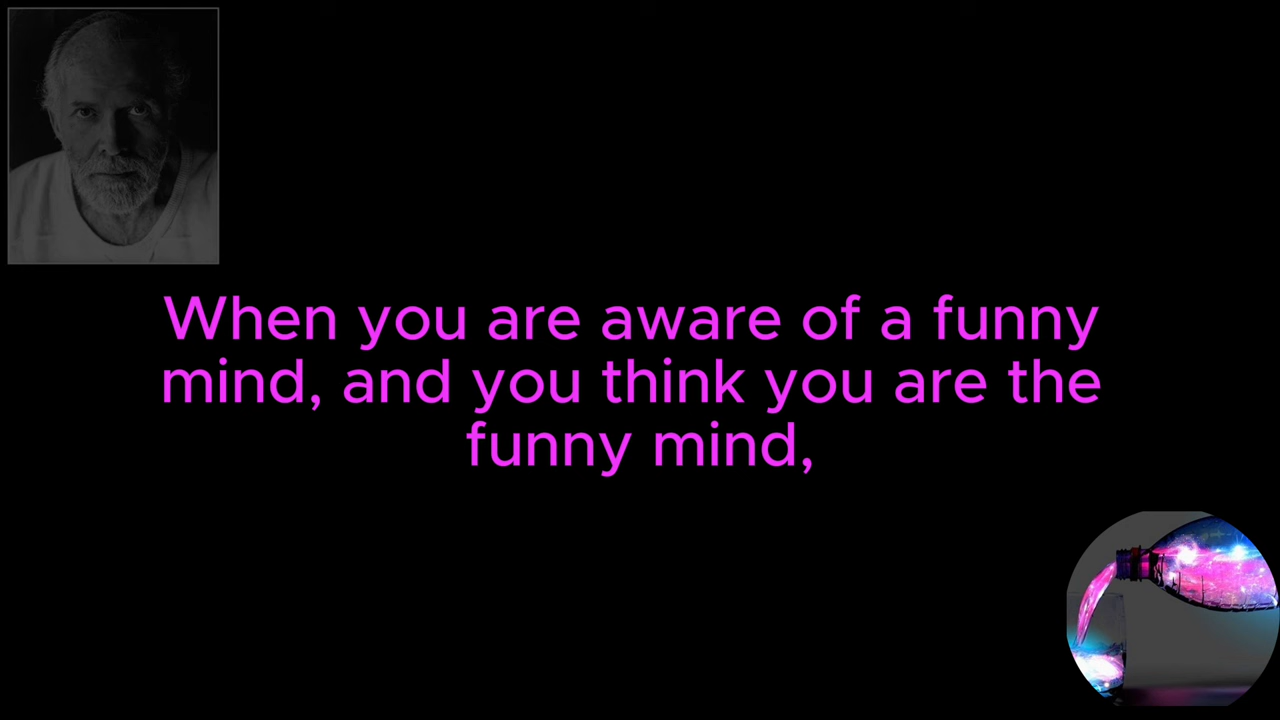 When you are aware of a funny
mind, and you think you are the
funny mind,